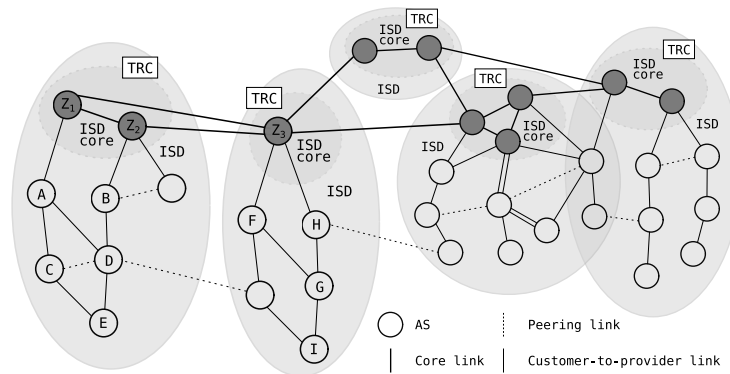 TRC
ISD
core
ISD
TRC
ISD
core
ISD
TRC
ISD
core
ISD
TRC
ISD
core
ISD
TRC
ISD
core
ISD
Z1
Z2
Z3
A
B
C
D
E
F
H
G
I
AS
Peering link
Core link
Customer-to-provider link